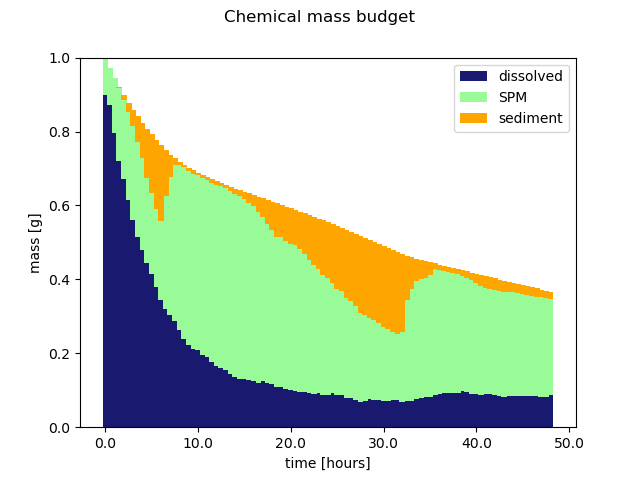 Chemical mass budget
1.0
0.8
0.6
0.4
0.2
0.0
mass [g]
dissolved
SPM
sediment
0.0 10.0 20.0 30.0 40.0 50.0
time [hours]